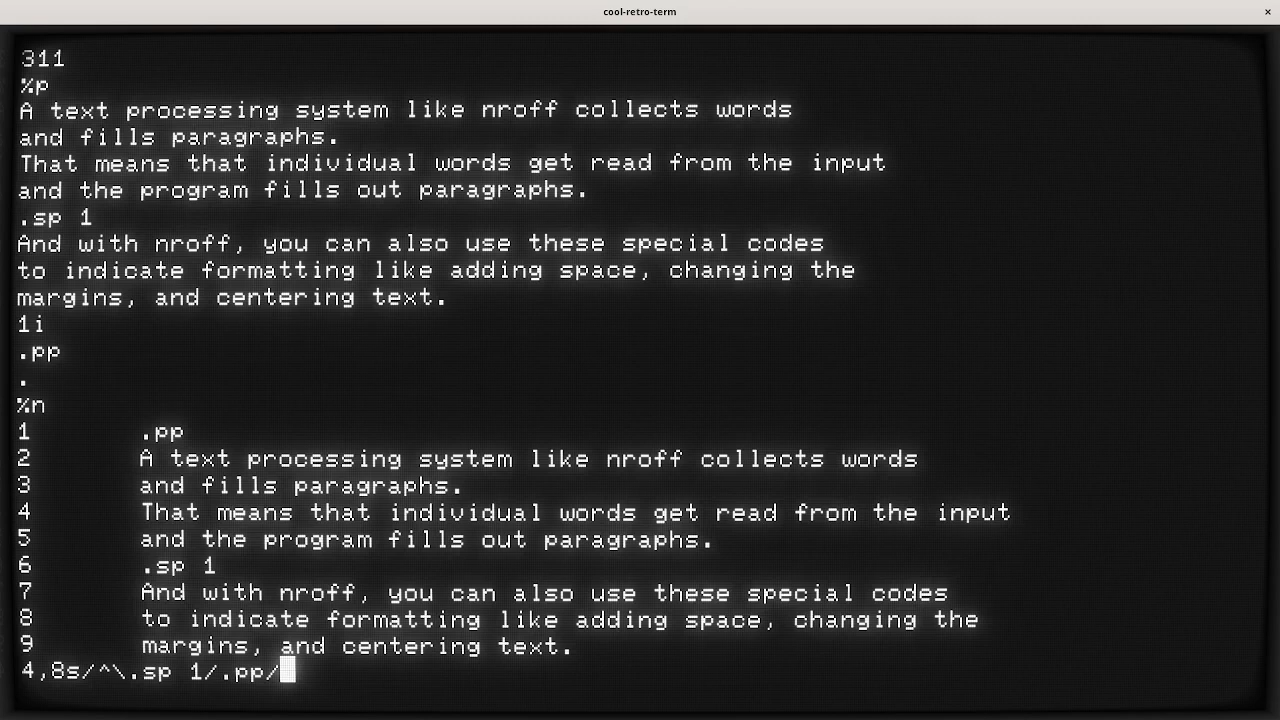 cool-retro-term ×
311
%p
A text processing system like nroff collects words
and fills paragraphs.
That means that individual words get read from the input
and the program fills out paragraphs.
.sp 1
And with nroff, you can also use these special codes
to indicate formatting like adding space, changing the
margins, and centering text.
1i
.pp
.
%n
1 .pp
2 A text processing system like nroff collects words
3 and fills paragraphs.
4 That means that individual words get read from the input
5 and the program fills out paragraphs.
6 .sp 1
7 And with nroff, you can also use these special codes
8 to indicate formatting like adding space, changing the
9 margins, and centering text.
4,8s/^\.sp 1/.pp/